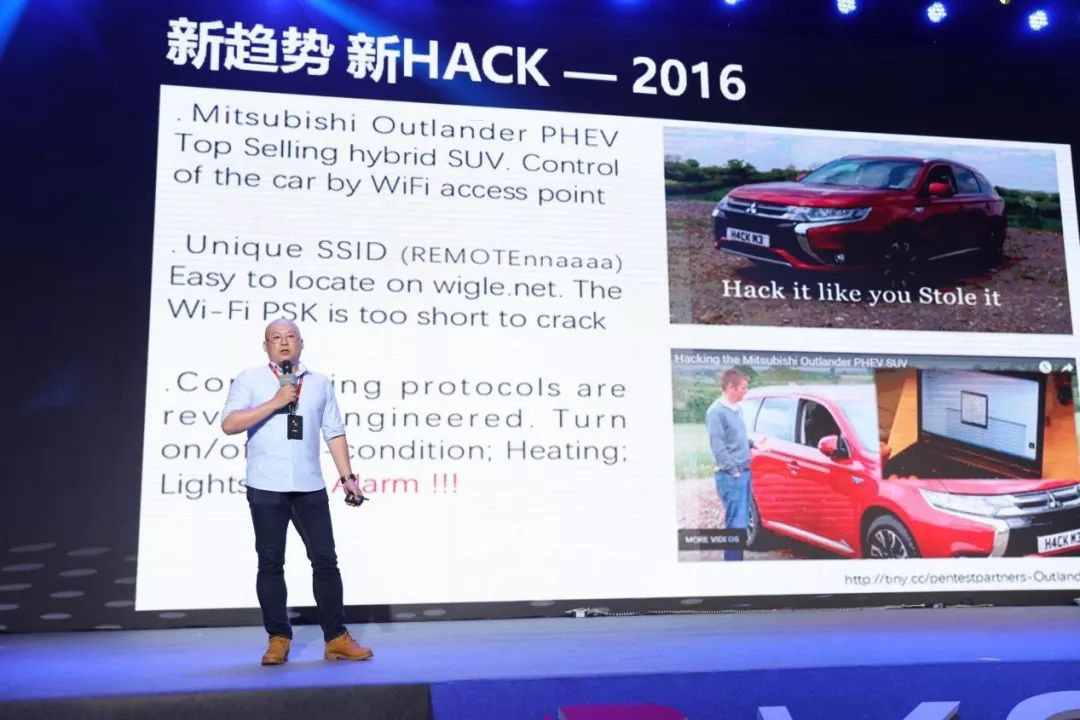 新趋势 新HACK — 2016
. Mitsubishi Outlander PHEV
Top Selling hybrid SUV. Control
of the car by WiFi access point
. Unique SSID (REMOTEnnaaaa)
Easy to locate on wigle.net. The
Wi-Fi PSK is too short to crack
protocols are
Turn
condition; Heating;
Lights
Alarm !!!
H4CK M3
Hack it like you Stole it
Hacking the Mitsubishi Outlander PHEV SUV
MORE VIDEOS
H4CK M3
http://tiny.cc/pentestpartners-Outland